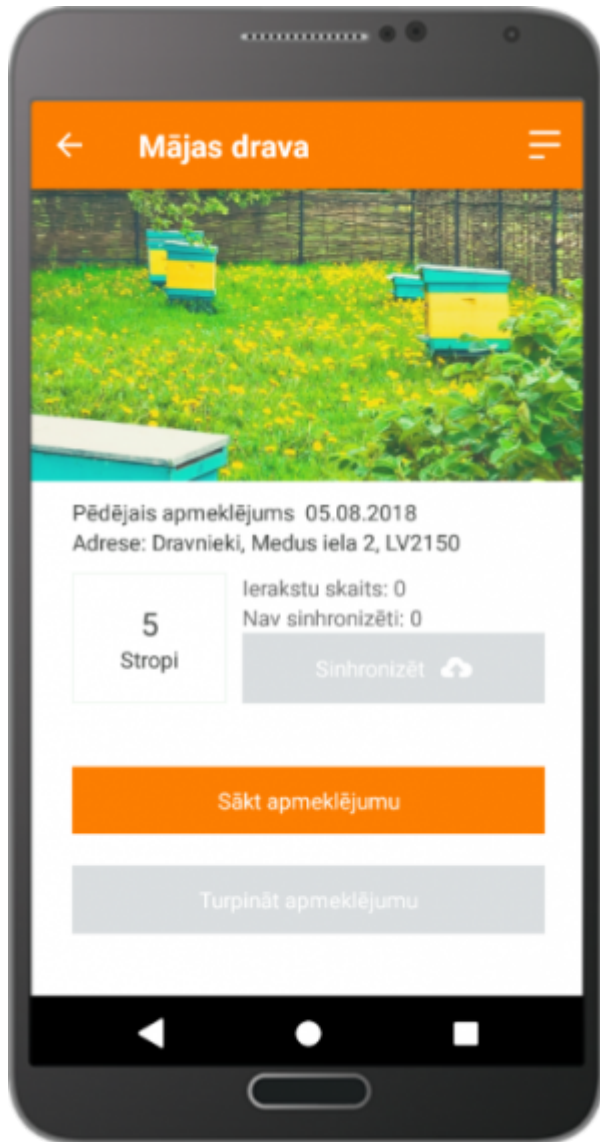 Mājas drava
Pēdējais apmeklējums 05.08.2018
Adrese: Dravnieki, Medus iela 2, LV2150
5
Stropi
Ierakstu skaits: 0
Nav sinhronizēti: 0
Sinhronizēt
Sākt apmeklējumu
Turpināt apmeklējumu